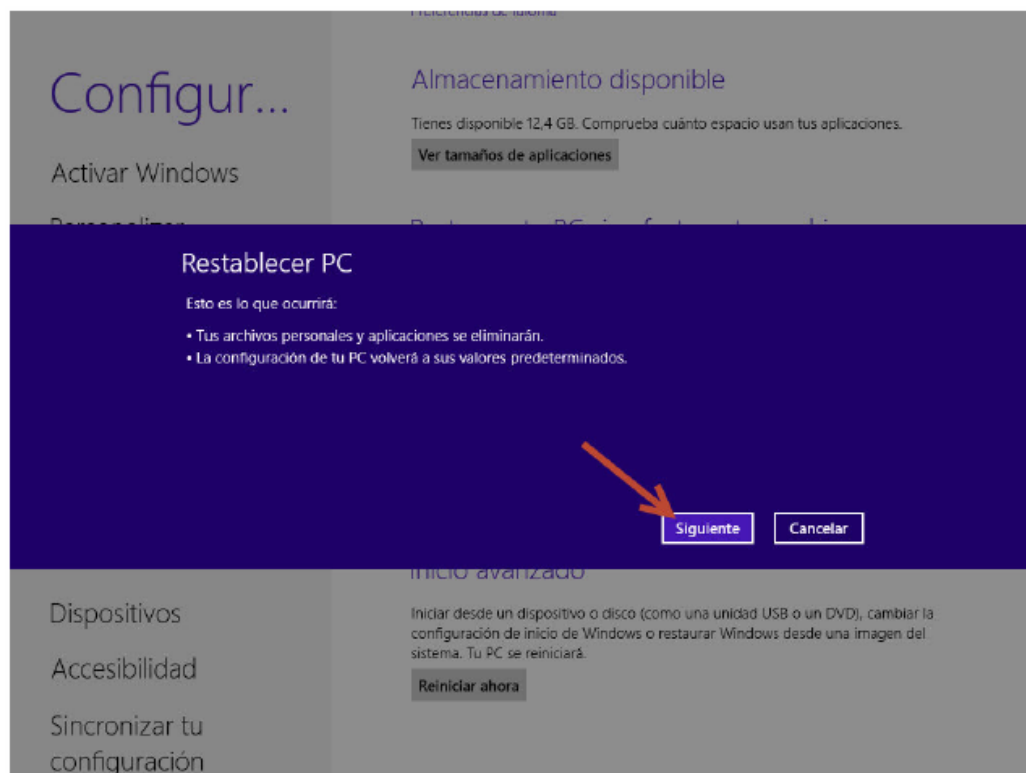 Preferencias de idioma
Configur...
Activar Windows
Personalizar
Almacenamiento disponible
Tienes disponible 12,4 GB. Comprueba cuánto espacio usan tus aplicaciones.
Ver tamaños de aplicaciones
Restablecer PC
Esto es lo que ocurrirá:
• Tus archivos personales y aplicaciones se eliminarán.
• La configuración de tu PC volverá a sus valores predeterminados.
Siguiente
Cancelar
Dispositivos
Accesibilidad
Sincronizar tu
configuración
Inicio avanzado
Iniciar desde un dispositivo o disco (como una unidad USB o un DVD), cambiar la
configuración de inicio de Windows o restaurar Windows desde una imagen del
sistema. Tu PC se reiniciará.
Reiniciar ahora